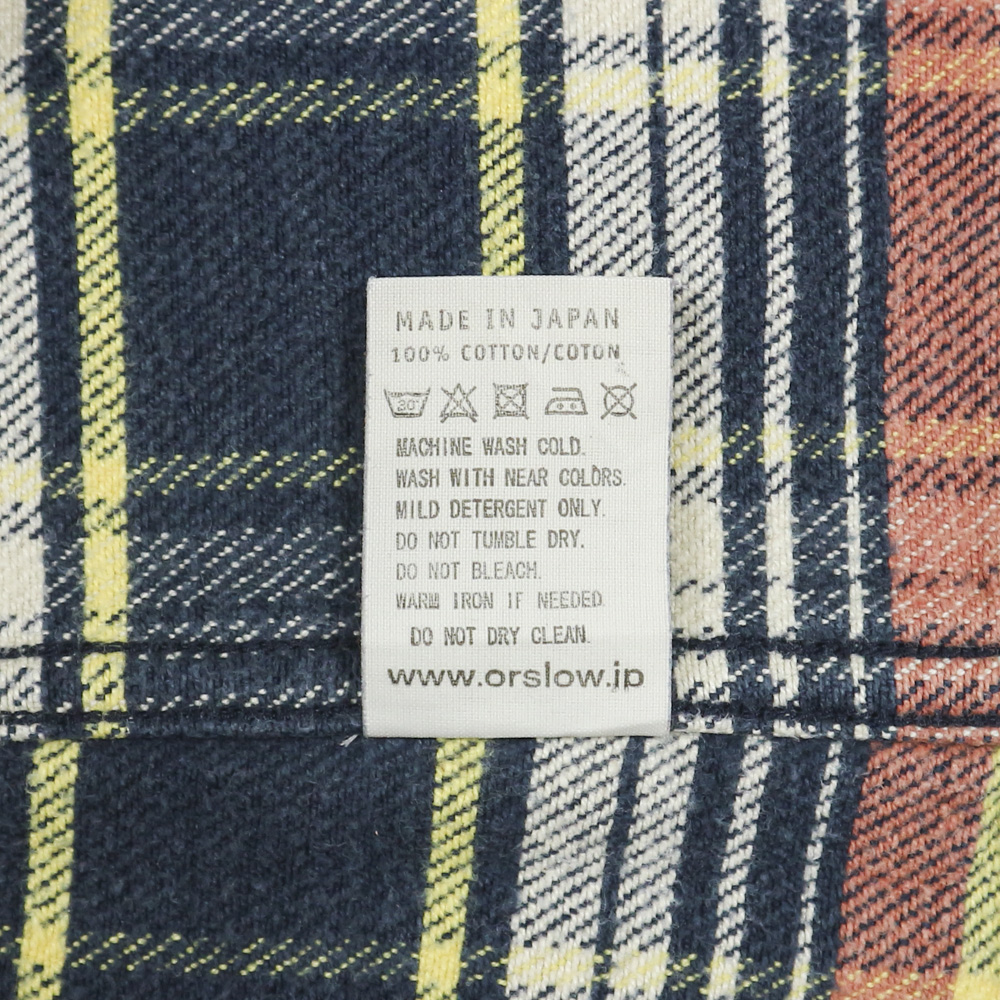 MADE IN JAPAN
100% COTTON/COTON
30°
MACHINE WASH COLD.
WASH WITH NEAR COLORS.
MILD DETERGENT ONLY.
DO NOT TUMBLE DRY.
DO NOT BLEACH.
WARM IRON IF NEEDED.
DO NOT DRY CLEAN.
www.orslow.jp